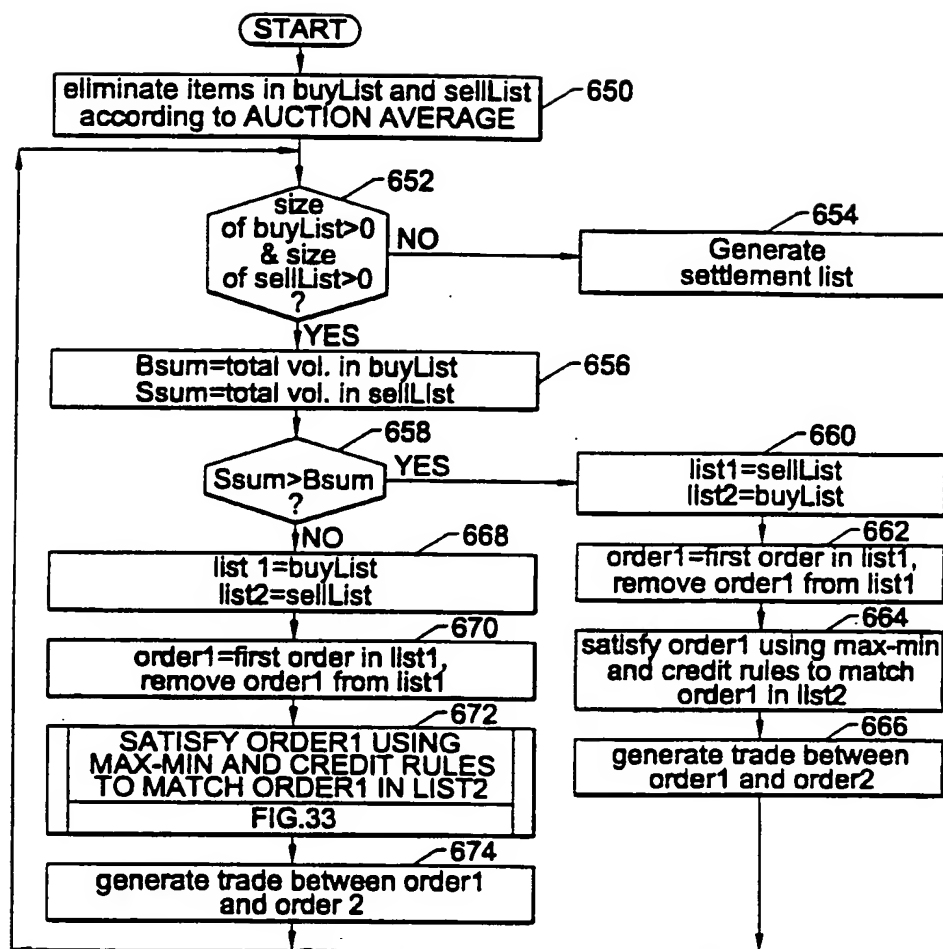 START
eliminate items in buyList and sellList
according to AUCTION AVERAGE
650
652
size
of buyList>0
& size
of sellList>0
?
NO
654
Generate
settlement list
YES
Bsum=total vol. in buyList
Ssum=total vol. in sellList
656
658
Ssum>Bsum
?
YES
660
list1=sellList
list2=buyList
662
order1=first order in list1,
remove order1 from list1
664
satisfy order1 using max-min
and credit rules to match
order1 in list2
666
generate trade between
order1 and order2
NO
668
list 1=buyList
list2=sellList
670
order1=first order in list1,
remove order1 from list1
672
SATISFY ORDER1 USING
MAX-MIN AND CREDIT RULES
TO MATCH ORDER1 IN LIST2
FIG.33
674
generate trade between order1
and order 2